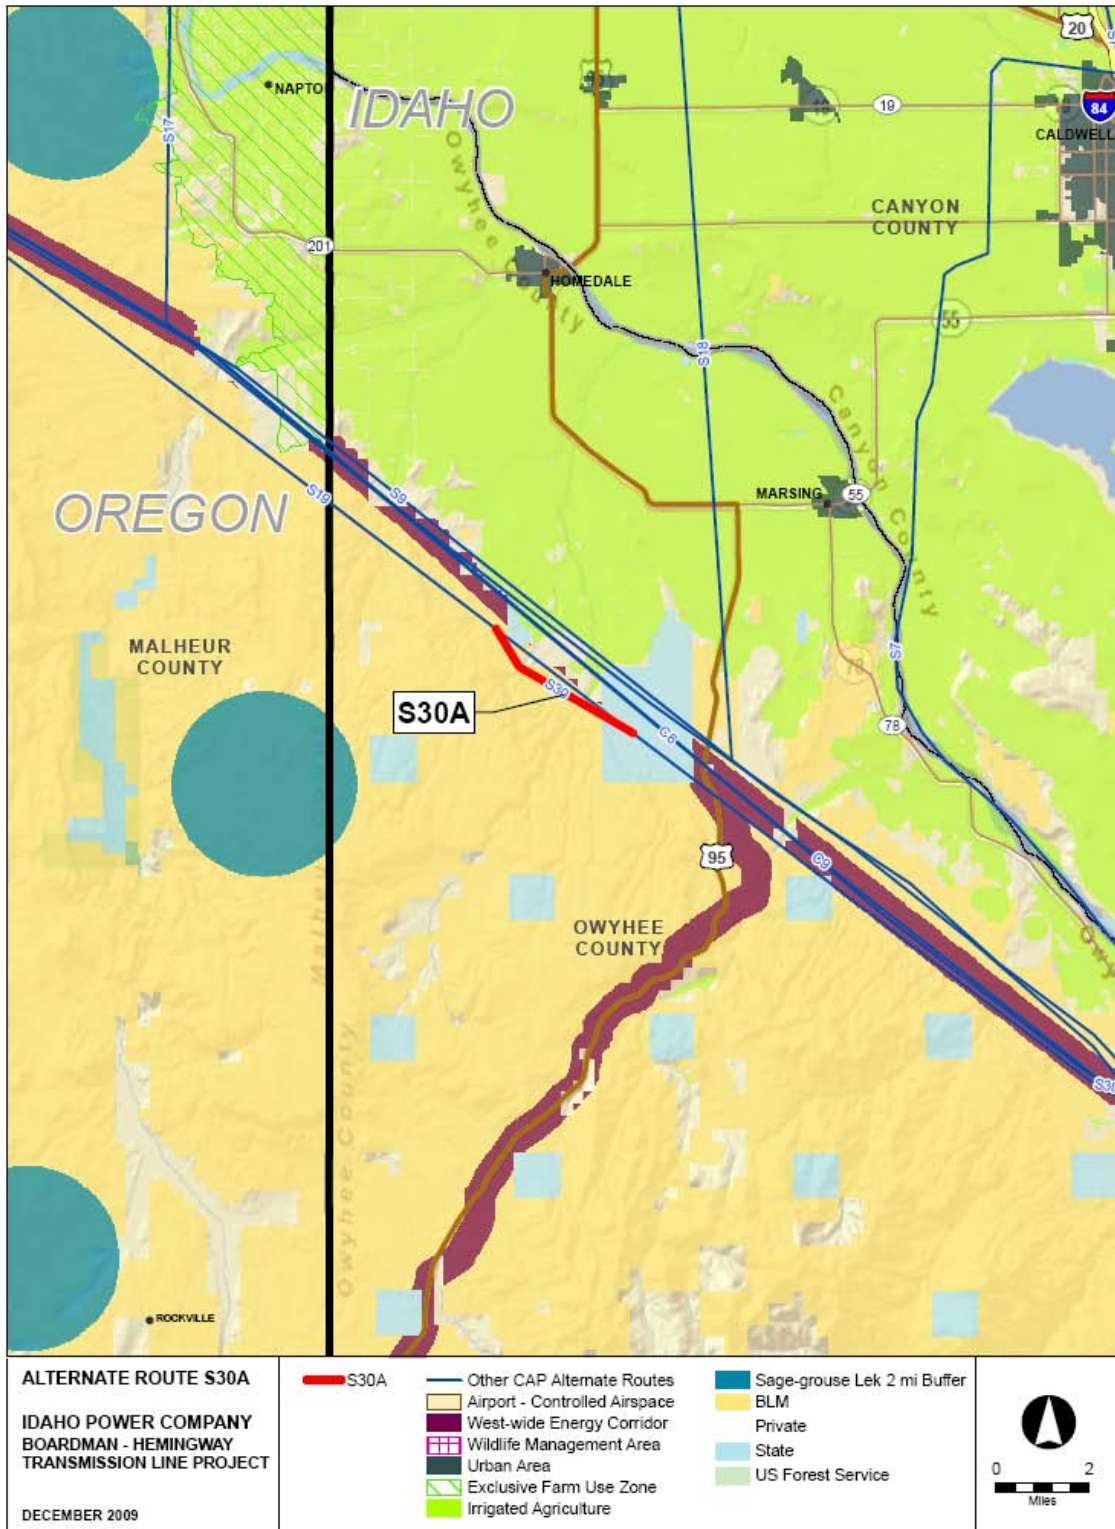 20
S17
NAPTO
IDAHO
19
84
CALDWELL
Owyhee County
CANYON
COUNTY
201
HOMEDALE
55
S18
Canyon County
S19
S9
MARSING
55
OREGON
MALHEUR
COUNTY
S7
78
S30
S30A
C6
78
95
C9
OWYHEE
COUNTY
Owy
Malheur
Owyhee County
S30
ROCKVILLE
ALTERNATE ROUTE S30A
IDAHO POWER COMPANY
BOARDMAN - HEMINGWAY
TRANSMISSION LINE PROJECT
DECEMBER 2009
S30A
Other CAP Alternate Routes
Airport - Controlled Airspace
West-wide Energy Corridor
Wildlife Management Area
Urban Area
Exclusive Farm Use Zone
Irrigated Agriculture
Sage-grouse Lek 2 mi Buffer
BLM
Private
State
US Forest Service
0 2
Miles